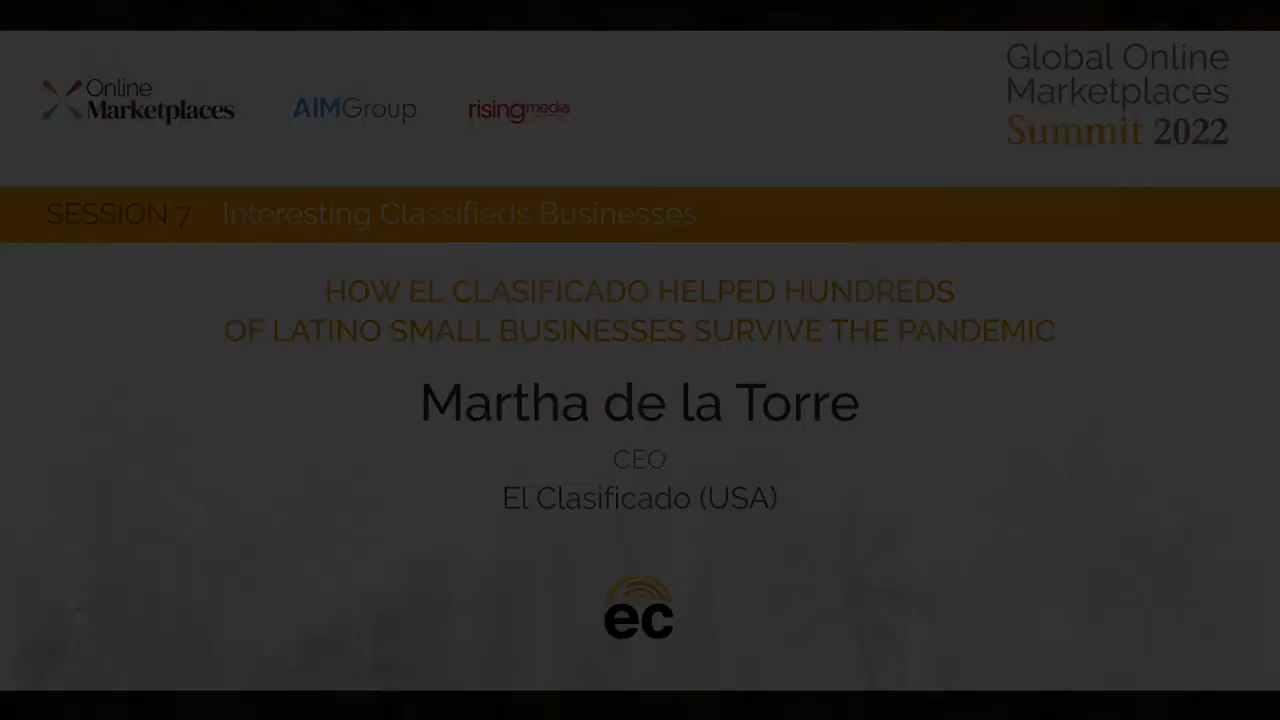 Online
Marketplaces
AIMGroup
risingmedia
Global Online
Marketplaces
Summit 2022
SESSION 7 Interesting Classifieds Businesses
HOW EL CLASIFICADO HELPED HUNDREDS
OF LATINO SMALL BUSINESSES SURVIVE THE PANDEMIC
Martha de la Torre
CEO
El Clasificado (USA)
ec